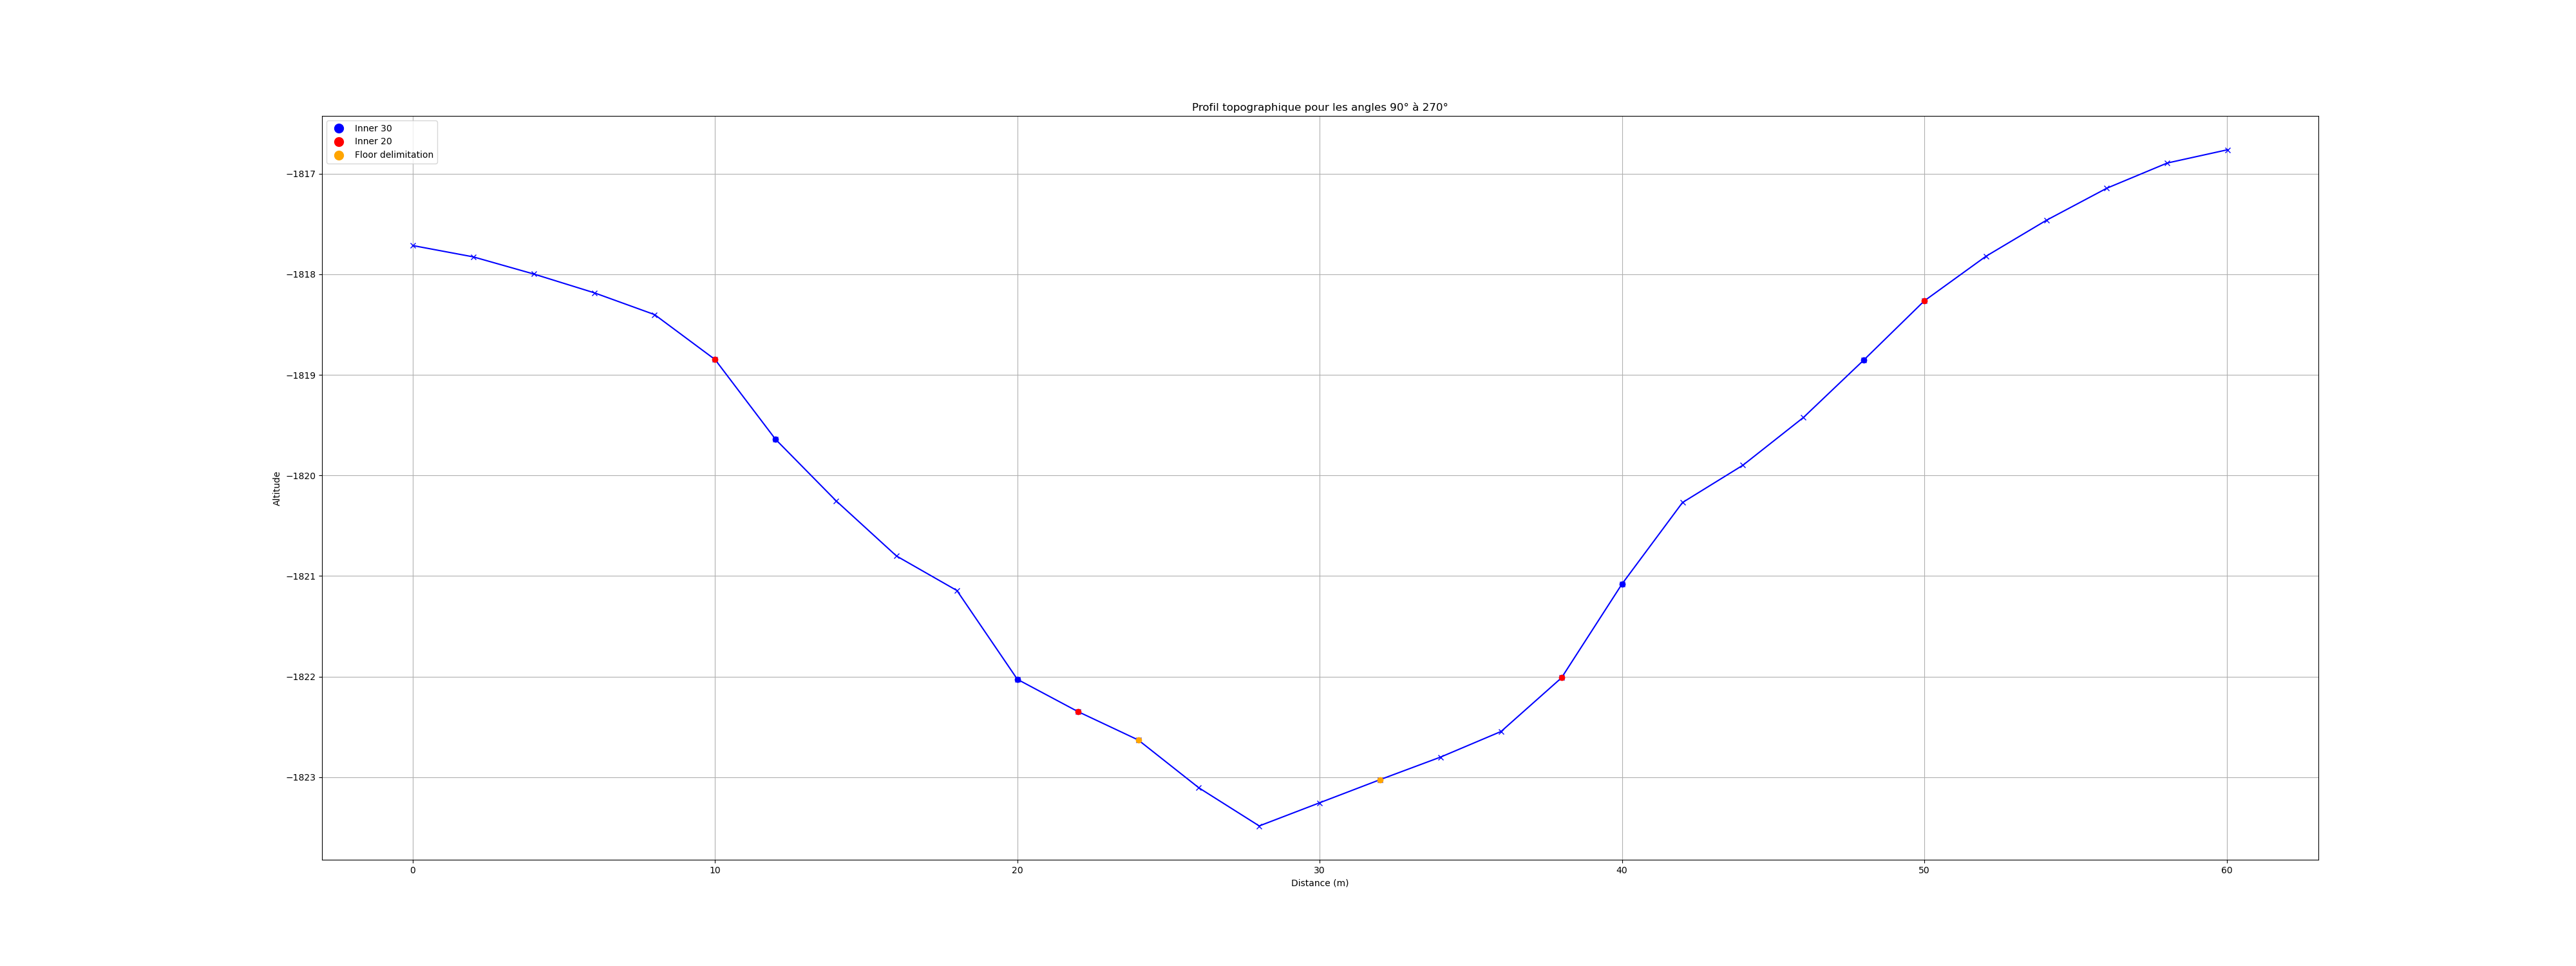 Profil topographique pour les angles 90° à 270°
Inner 30
Inner 20
Floor delimitation
−1817
−1818
−1819
−1820
−1821
−1822
−1823
Altitude
0 10 20 30 40 50 60
Distance (m)